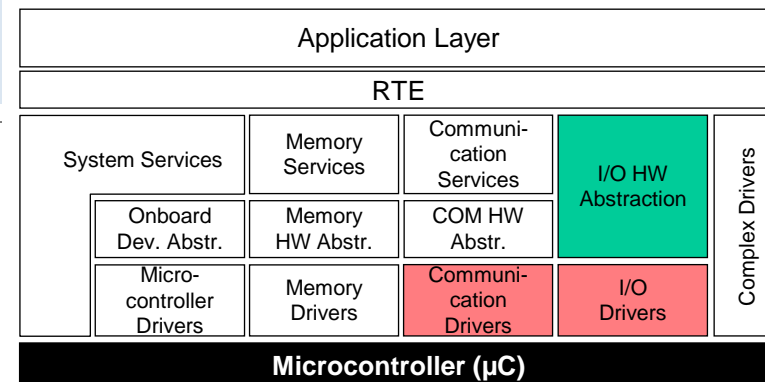 Application Layer
RTE
System Services
Memory
Services
Communi-
cation
Services
I/O HW
Abstraction
Complex Drivers
Onboard
Dev. Abstr.
Memory
HW Abstr.
COM HW
Abstr.
Micro-
controller
Drivers
Memory
Drivers
Communi-
cation
Drivers
I/O
Drivers
Microcontroller (µC)